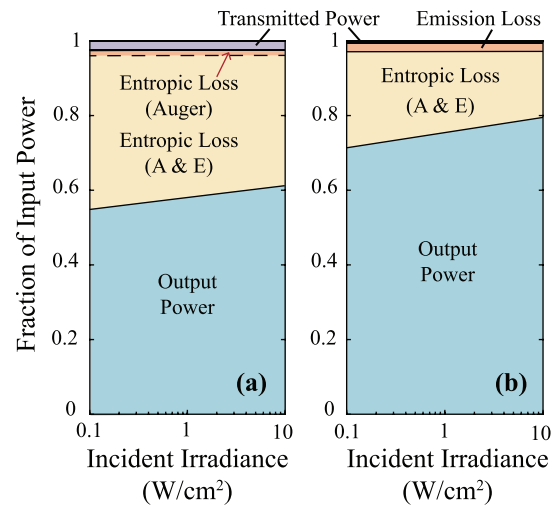 Transmitted Power
Emission Loss
Fraction of Input Power
1
0.8
0.6
0.4
0.2
0
Entropic Loss
(Auger)
Entropic Loss
(A & E)
Output
Power
(a)
0.1
1
10
Incident Irradiance
(W/cm²)
1
0.8
0.6
0.4
0.2
0
Entropic Loss
(A & E)
Output
Power
(b)
0.1
1
10
Incident Irradiance
(W/cm²)